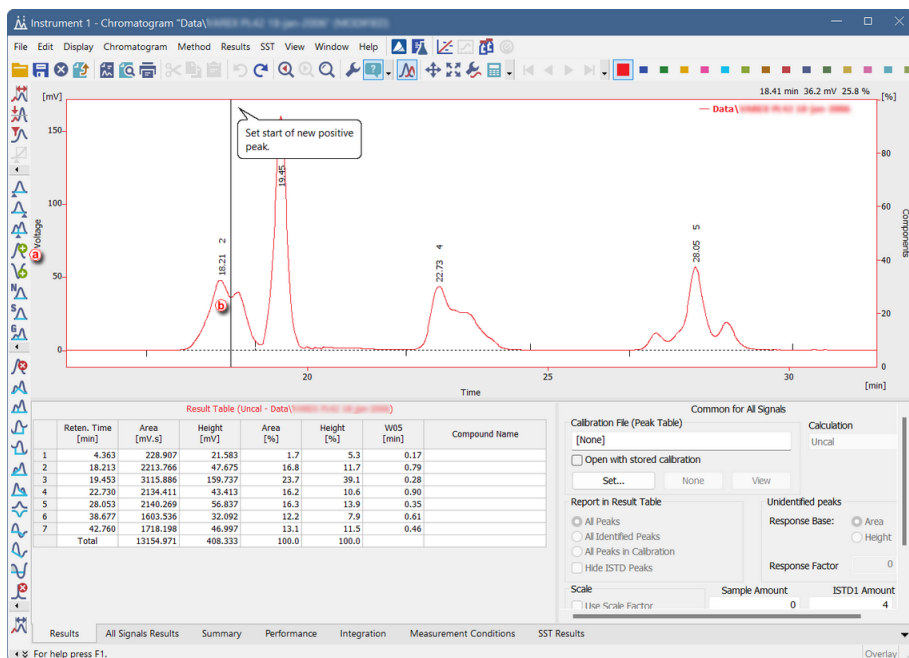 Instrument 1 - Chromatogram "Data\
File Edit Display Chromatogram Method Results SST View Window Help
18.41 min 36.2 mV 25.8 %
[mV]
[%]
Data\
Set start of new positive
peak.
150
100
50
0
Voltage
80
60
40
20
0
Components
18.21 2
19.45
22.73 4
28.05 5
a
b
20
25
30
Time
[min]
Result Table (Uncal - Data\ )
Reten. Time [min] Area [mV.s] Height [mV] Area [%] Height [%] W05 [min] Compound Name
1 4.363 228.907 21.583 1.7 5.3 0.17
2 18.213 2213.766 47.675 16.8 11.7 0.79
3 19.453 3115.886 159.737 23.7 39.1 0.28
4 22.730 2134.411 43.413 16.2 10.6 0.90
5 28.053 2140.269 56.837 16.3 13.9 0.35
6 38.677 1603.536 32.092 12.2 7.9 0.61
7 42.760 1718.198 46.997 13.1 11.5 0.46
Total 13154.971 408.333 100.0 100.0
Common for All Signals
Calibration File (Peak Table)
[None]
Open with stored calibration
Set... None View
Calculation
Uncal
Report in Result Table
All Peaks
All Identified Peaks
All Peaks in Calibration
Hide ISTD Peaks
Unidentified peaks
Response Base: Area
Height
Response Factor 0
Scale
Use Scale Factor
Sample Amount
0
ISTD1 Amount
4
Results All Signals Results Summary Performance Integration Measurement Conditions SST Results
For help press F1.
Overlay